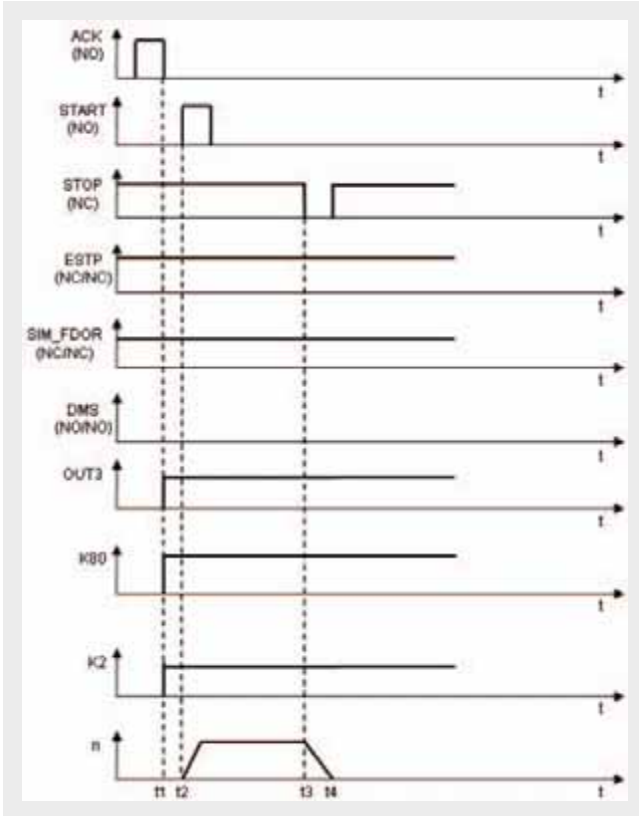 ACK
(NO)
t
START
(NO)
t
STOP
(NC)
t
ESTP
(NC/NC)
t
SIM_FDOR
(NC/NC)
t
DMS
(NO/NO)
t
OUT3
t
K80
t
K2
t
n
t1 t2 t3 t4 t